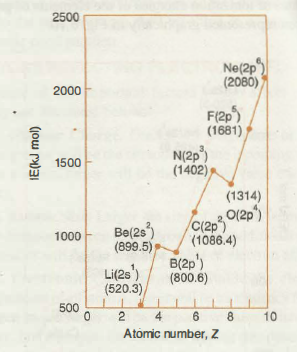 2500
Ne(2p⁶)
(2080)
2000
F(2p⁵)
(1681)
N(2p³)
(1402)
1500
IE(kJ mol)
(1314)
O(2p⁴)
C(2p²)
(1086.4)
Be(2s²)
(899.5)
1000
B(2p¹)
(800.6)
Li(2s¹)
(520.3)
500
0 2 4 6 8 10
Atomic number, Z